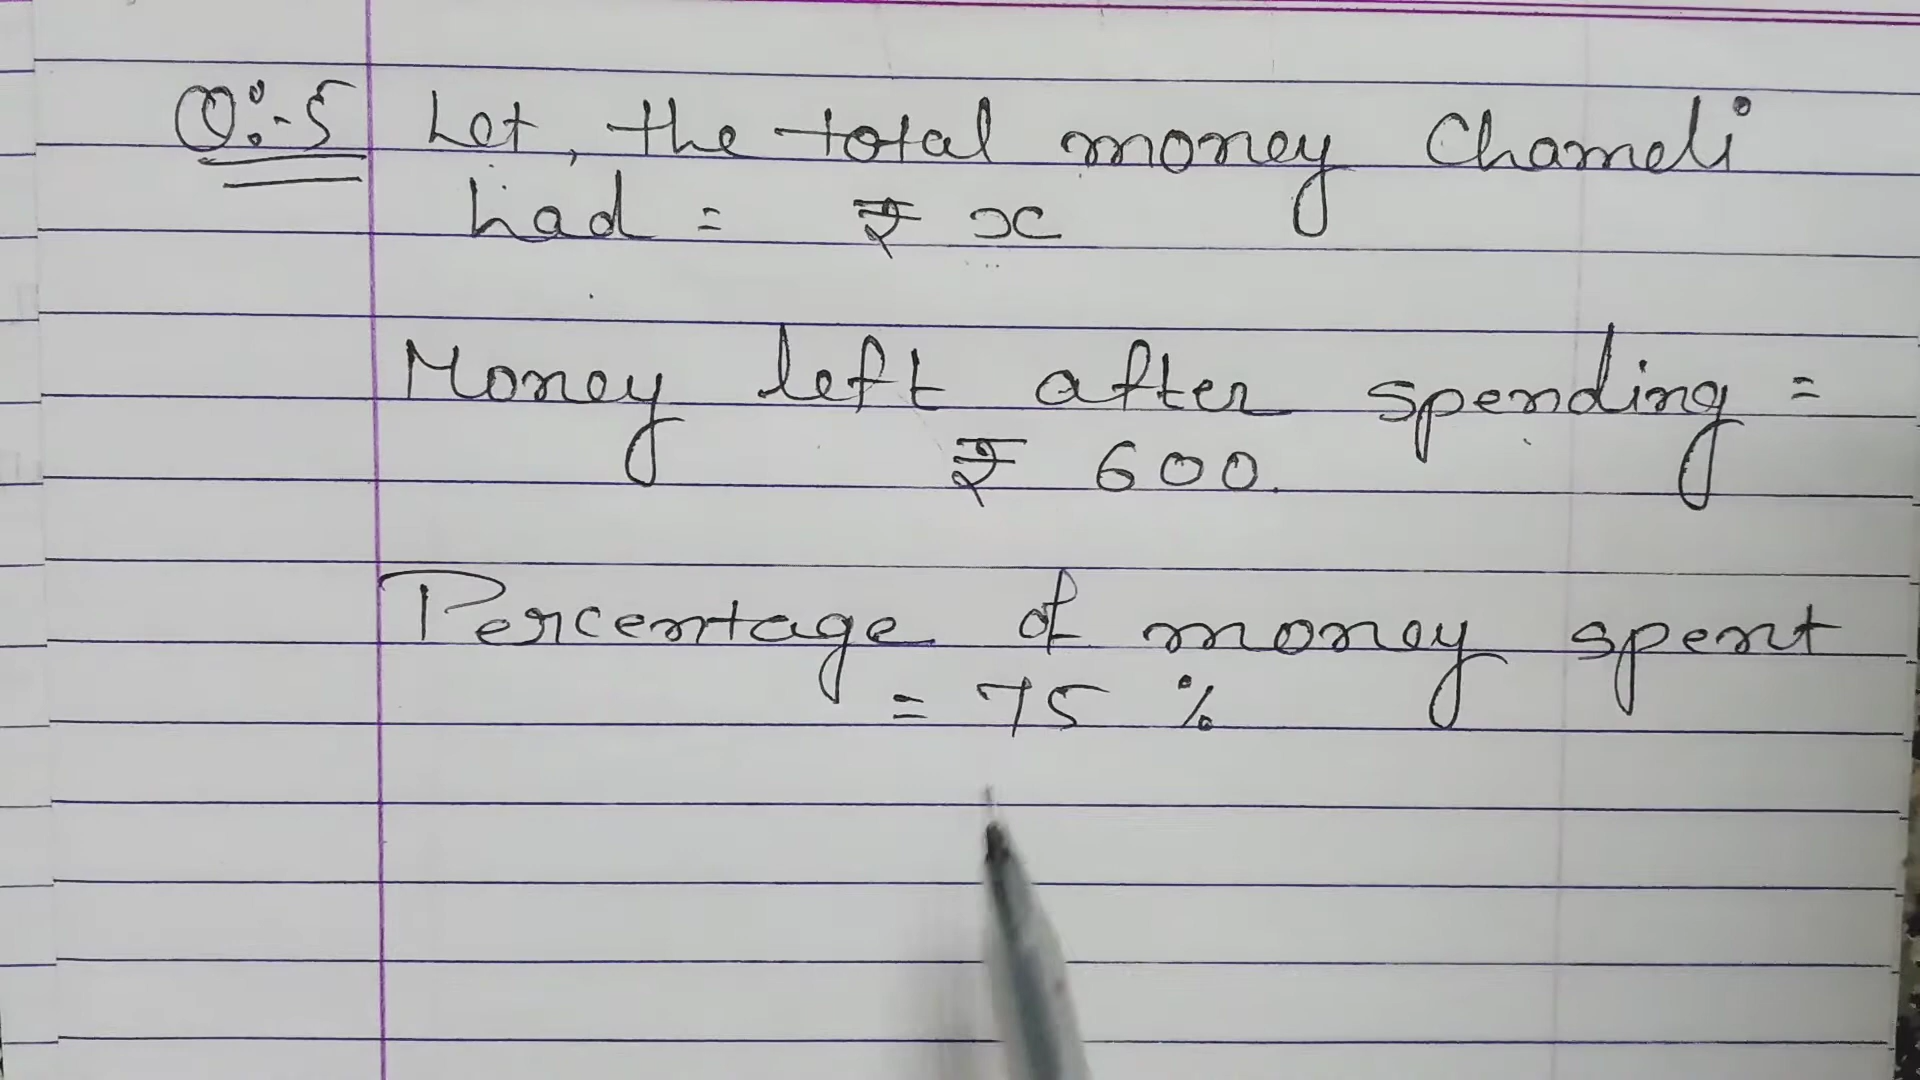 Q:-5 Let, the total money Chameli
had = ₹ x
Money left after spending =
₹ 600.
Percentage of money spent
= 75 %